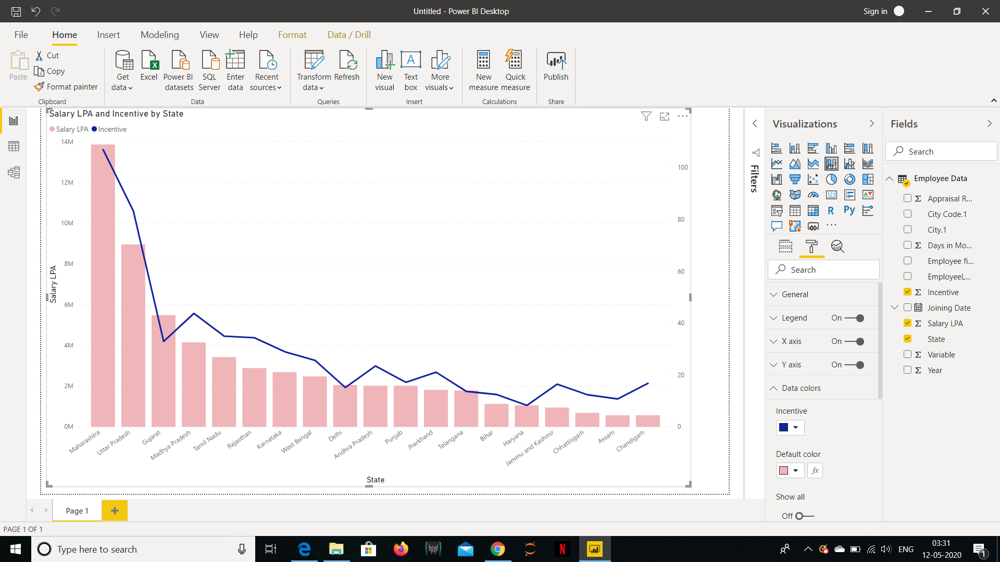 Untitled - Power BI Desktop
Sign in
File Home Insert Modeling View Help Format Data / Drill
Paste
Cut
Copy
Format painter
Clipboard
Get data
Excel
Power BI datasets
SQL Server
Enter data
Recent sources
Data
Transform data
Refresh
Queries
New visual
Text box
More visuals
Insert
New measure
Quick measure
Calculations
Publish
Share
Salary LPA and Incentive by State
Salary LPA Incentive
14M
12M
10M
8M
6M
4M
2M
0M
Salary LPA
100
80
60
40
20
0
Maharashtra
Uttar Pradesh
Gujarat
Madhya Pradesh
Tamil Nadu
Rajasthan
Karnataka
West Bengal
Delhi
Andhra Pradesh
Punjab
Jharkhand
Telangana
Bihar
Haryana
Jammu and Kashmir
Chhattisgarh
Assam
Chandigarh
State
Filters
Visualizations
123
R
Py
Search
General
Legend On
X axis On
Y axis On
Data colors
Incentive
Default color
fx
Show all
Off
Fields
Search
Employee Data
Appraisal R...
City Code.1
City.1
Days in Mo...
Employee fi...
EmployeeL...
Incentive
Joining Date
Salary LPA
State
Variable
Year
Page 1
PAGE 1 OF 1
Type here to search
ENG
03:31
12-05-2020
1